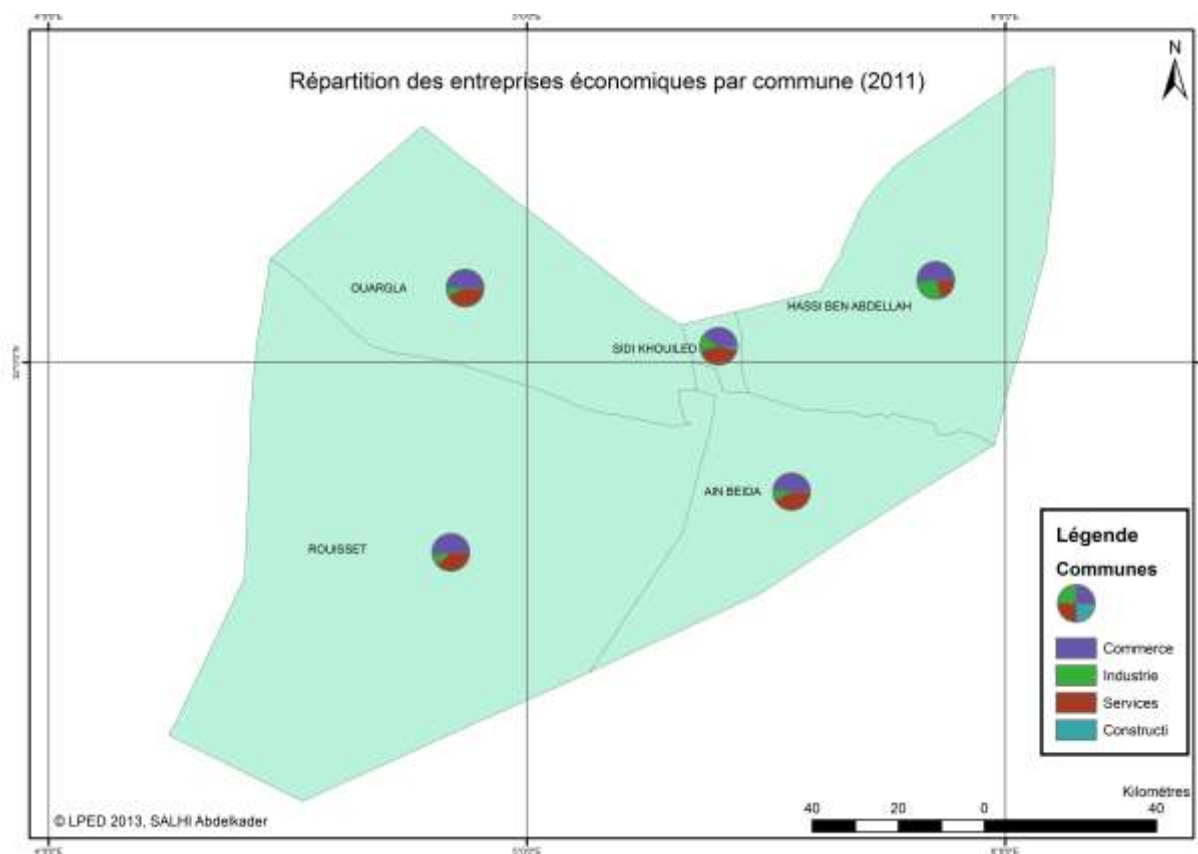 N
Répartition des entreprises économiques par commune (2011)
OUARGLA
HASSI BEN ABDELLAH
SIDI KHOUILED
AIN BEIDA
ROUISSET
Légende
Communes
Commerce
Industrie
Services
Constructi
Kilomètres
40 20 0 40
© LPED 2013, SALHI Abdelkader